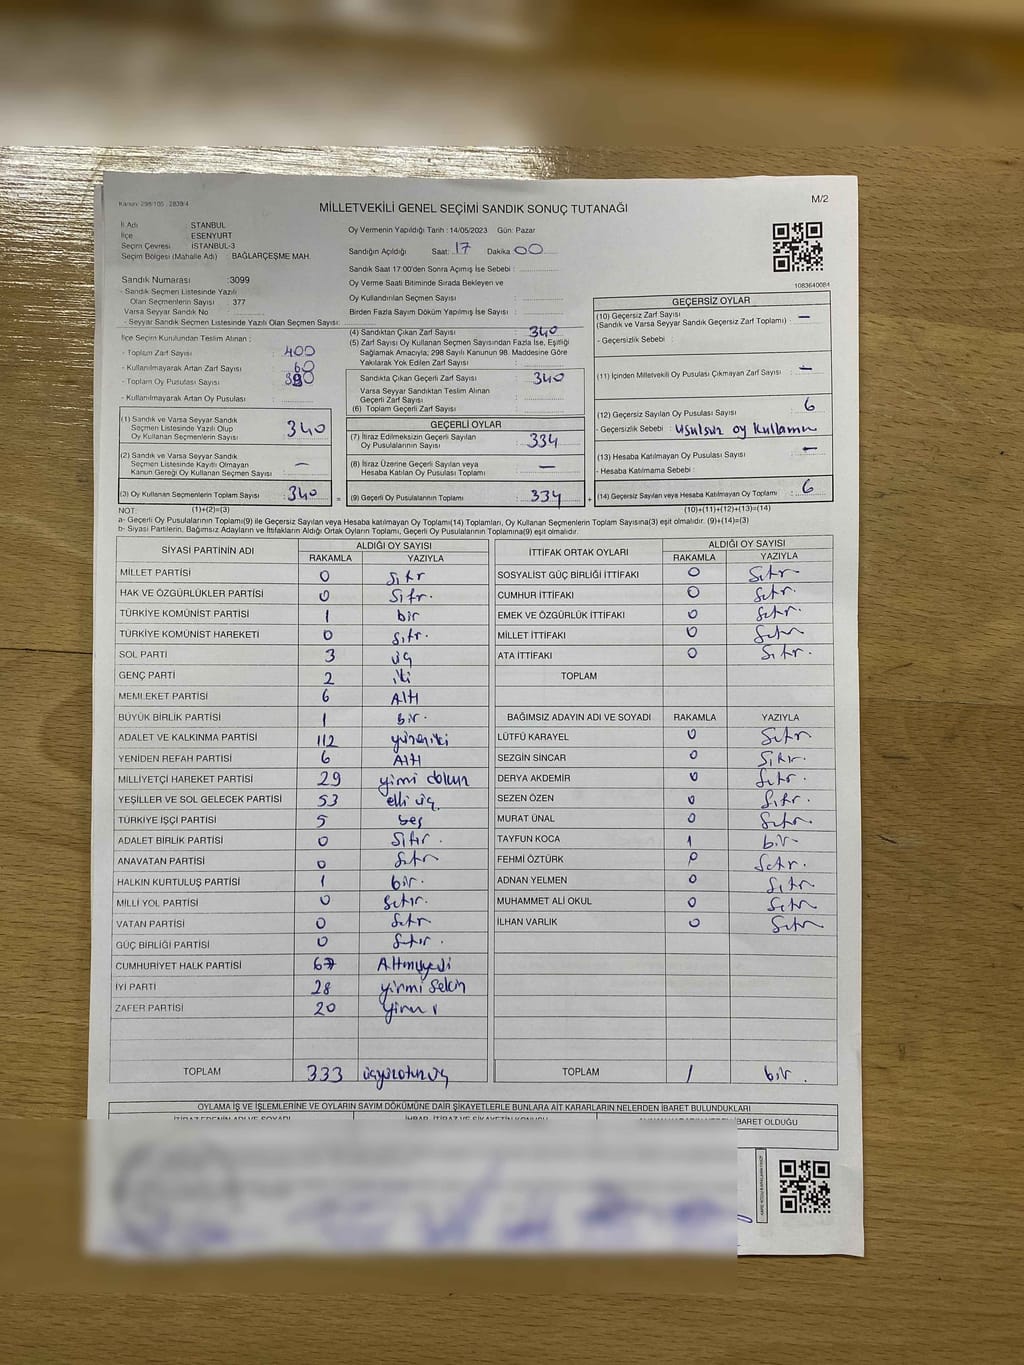 Kanun: 298/105 , 2839/4
M/2
MİLLETVEKİLİ GENEL SEÇİMİ SANDIK SONUÇ TUTANAĞI
İl Adı : STANBUL
İlçe : ESENYURT
Seçim Çevresi : İSTANBUL-3
Seçim Bölgesi (Mahalle Adı) : BAĞLARÇEŞME MAH.
Sandık Numarası :3099
- Sandık Seçmen Listesinde Yazılı
Olan Seçmenlerin Sayısı : 377
Varsa Seyyar Sandık No :
- Seyyar Sandık Seçmen Listesinde Yazılı Olan Seçmen Sayısı:
İlçe Seçim Kurulundan Teslim Alınan ;
- Toplam Zarf Sayısı : 400
- Kullanılmayarak Artan Zarf Sayısı : 60
- Toplam Oy Pusulası Sayısı :
- Kullanılmayarak Artan Oy Pusulası :
(1) Sandık ve Varsa Seyyar Sandık
Seçmen Listesinde Yazılı Olup
Oy Kullanan Seçmenlerin Sayısı : 340
(2) Sandık ve Varsa Seyyar Sandık
Seçmen Listesinde Kayıtlı Olmayan
Kanun Gereği Oy Kullanan Seçmen Sayısı : —
(3) Oy Kullanan Seçmenlerin Toplam Sayısı : 340 =
Oy Vermenin Yapıldığı Tarih : 14/05/2023 Gün: Pazar
Sandığın Açıldığı Saat: 17 Dakika 00
Sandık Saat 17:00'den Sonra Açımış İse Sebebi :
Oy Verme Saati Bitiminde Sırada Bekleyen ve
Oy Kullandırılan Seçmen Sayısı :
Birden Fazla Sayım Döküm Yapılmış İse Sayısı :
(4) Sandıktan Çıkan Zarf Sayısı : 340
(5) Zarf Sayısı Oy Kullanan Seçmen Sayısından Fazla İse, Eşitliği
Sağlamak Amacıyla; 298 Sayılı Kanunun 98. Maddesine Göre
Yakılarak Yok Edilen Zarf Sayısı :
Sandıkta Çıkan Geçerli Zarf Sayısı : 340
Varsa Seyyar Sandıktan Teslim Alınan
Geçerli Zarf Sayısı :
(6) Toplam Geçerli Zarf Sayısı :
GEÇERLİ OYLAR
(7) İtiraz Edilmeksizin Geçerli Sayılan
Oy Pusulalarının Sayısı : 334
(8) İtiraz Üzerine Geçerli Sayılan veya
Hesaba Katılan Oy Pusulası Toplamı : —
(9) Geçerli Oy Pusulalarının Toplamı : 334 +
1083640084
GEÇERSİZ OYLAR
(10) Geçersiz Zarf Sayısı
(Sandık ve Varsa Seyyar Sandık Geçersiz Zarf Toplamı) : —
- Geçersizlik Sebebi :
(11) İçinden Milletvekili Oy Pusulası Çıkmayan Zarf Sayısı : —
(12) Geçersiz Sayılan Oy Pusulası Sayısı : 6
- Geçersizlik Sebebi : usulsuz oy kullanımı
(13) Hesaba Katılmayan Oy Pusulası Sayısı : —
- Hesaba Katılmama Sebebi :
(14) Geçersiz Sayılan veya Hesaba Katılmayan Oy Toplamı : 6
NOT: (1)+(2)=(3) (10)+(11)+(12)+(13)=(14)
a- Geçerli Oy Pusulalarının Toplamı(9) ile Geçersiz Sayılan veya Hesaba katılmayan Oy Toplamı(14) Toplamları, Oy Kullanan Seçmenlerin Toplam Sayısına(3) eşit olmalıdır. (9)+(14)=(3)
b- Siyasi Partilerin, Bağımsız Adayların ve İttifakların Aldığı Ortak Oyların Toplamı, Geçerli Oy Pusulalarının Toplamına(9) eşit olmalıdır.
SİYASİ PARTİNİN ADI ALDIĞI OY SAYISI
RAKAMLA YAZIYLA
MİLLET PARTİSİ 0 Sıfır
HAK VE ÖZGÜRLÜKLER PARTİSİ 0 Sıfır.
TÜRKİYE KOMÜNİST PARTİSİ 1 bir
TÜRKİYE KOMÜNİST HAREKETİ 0 Sıfır.
SOL PARTİ 3 üç
GENÇ PARTİ 2 iki
MEMLEKET PARTİSİ 6 Altı
BÜYÜK BİRLİK PARTİSİ 1 bir.
ADALET VE KALKINMA PARTİSİ 112 yüzoniki
YENİDEN REFAH PARTİSİ 6 Altı
MİLLİYETÇİ HAREKET PARTİSİ 29 yirmi dokuz
YEŞİLLER VE SOL GELECEK PARTİSİ 53 elli üç
TÜRKİYE İŞÇİ PARTİSİ 5 beş
ADALET BİRLİK PARTİSİ 0 Sıfır.
ANAVATAN PARTİSİ 0 Sıfır
HALKIN KURTULUŞ PARTİSİ 1 bir.
MİLLİ YOL PARTİSİ 0 Sıfır.
VATAN PARTİSİ 0 Sıfır
GÜÇ BİRLİĞİ PARTİSİ 0 Sıfır.
CUMHURİYET HALK PARTİSİ 67 Altmışyedi
İYİ PARTİ 28 yirmi sekiz
ZAFER PARTİSİ 20 yirmi
TOPLAM 333 üçyüzotuzüç
İTTİFAK ORTAK OYLARI ALDIĞI OY SAYISI
RAKAMLA YAZIYLA
SOSYALİST GÜÇ BİRLİĞİ İTTİFAKI 0 Sıfır
CUMHUR İTTİFAKI 0 Sıfır.
EMEK VE ÖZGÜRLÜK İTTİFAKI 0 Sıfır.
MİLLET İTTİFAKI 0 Sıfır
ATA İTTİFAKI 0 Sıfır.
TOPLAM
BAĞIMSIZ ADAYIN ADI VE SOYADI RAKAMLA YAZIYLA
LÜTFÜ KARAYEL 0 Sıfır
SEZGİN SİNCAR 0 Sıfır.
DERYA AKDEMİR 0 Sıfır.
SEZEN ÖZEN 0 Sıfır.
MURAT ÜNAL 0 Sıfır.
TAYFUN KOCA 1 bir
FEHMİ ÖZTÜRK 0 Sıfır.
ADNAN YELMEN 0 Sıfır
MUHAMMET ALİ OKUL 0 Sıfır
İLHAN VARLIK 0 Sıfır
TOPLAM 1 bir.
OYLAMA İŞ VE İŞLEMLERİNE VE OYLARIN SAYIM DÖKÜMÜNE DAİR ŞİKAYETLERLE BUNLARA AİT KARARLARIN NELERDEN İBARET BULUNDUKLARI
İBARET OLDUĞU